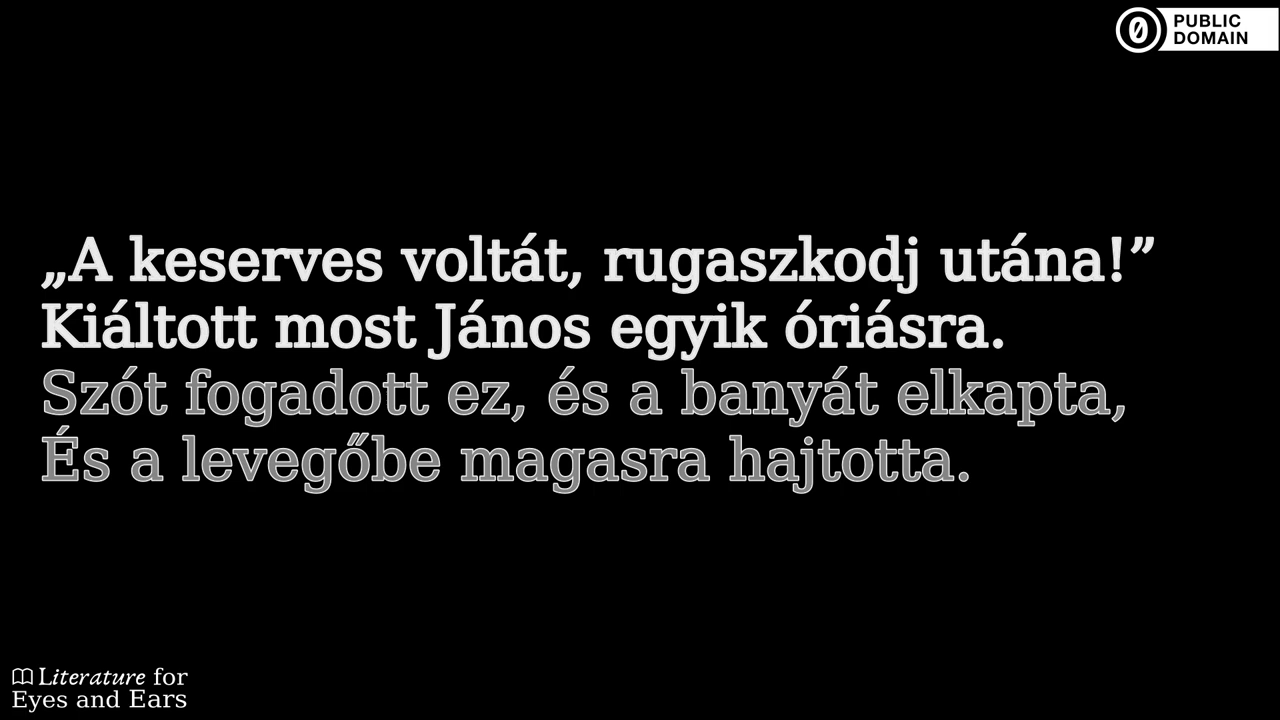 PUBLIC
DOMAIN
„A keserves voltát, rugaszkodj utána!”
Kiáltott most János egyik óriásra.
Szót fogadott ez, és a banyát elkapta,
És a levegőbe magasra hajtotta.
Literature for
Eyes and Ears